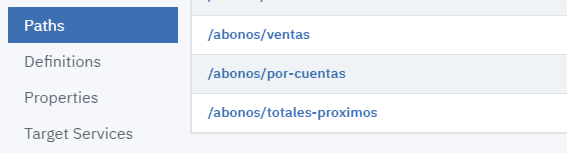 Paths
Definitions
Properties
Target Services
/abonos/ventas
/abonos/por-cuentas
/abonos/totales-proximos